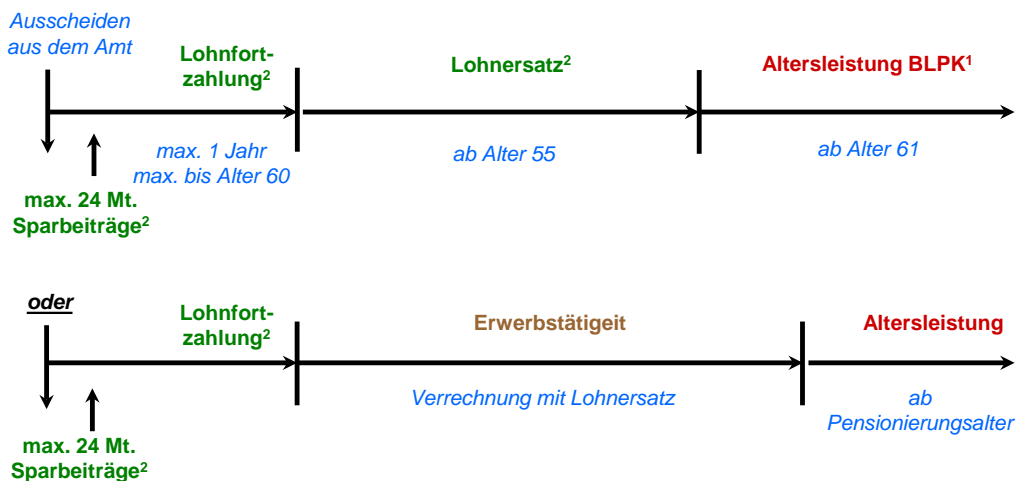 Ausscheiden
aus dem Amt
Lohnfort-
zahlung²
Lohnersatz²
Altersleistung BLPK¹
max. 1 Jahr
max. bis Alter 60
ab Alter 55
ab Alter 61
max. 24 Mt.
Sparbeiträge²
oder
Lohnfort-
zahlung²
Erwerbstätigeit
Altersleistung
Verrechnung mit Lohnersatz
ab
Pensionierungsalter
max. 24 Mt.
Sparbeiträge²